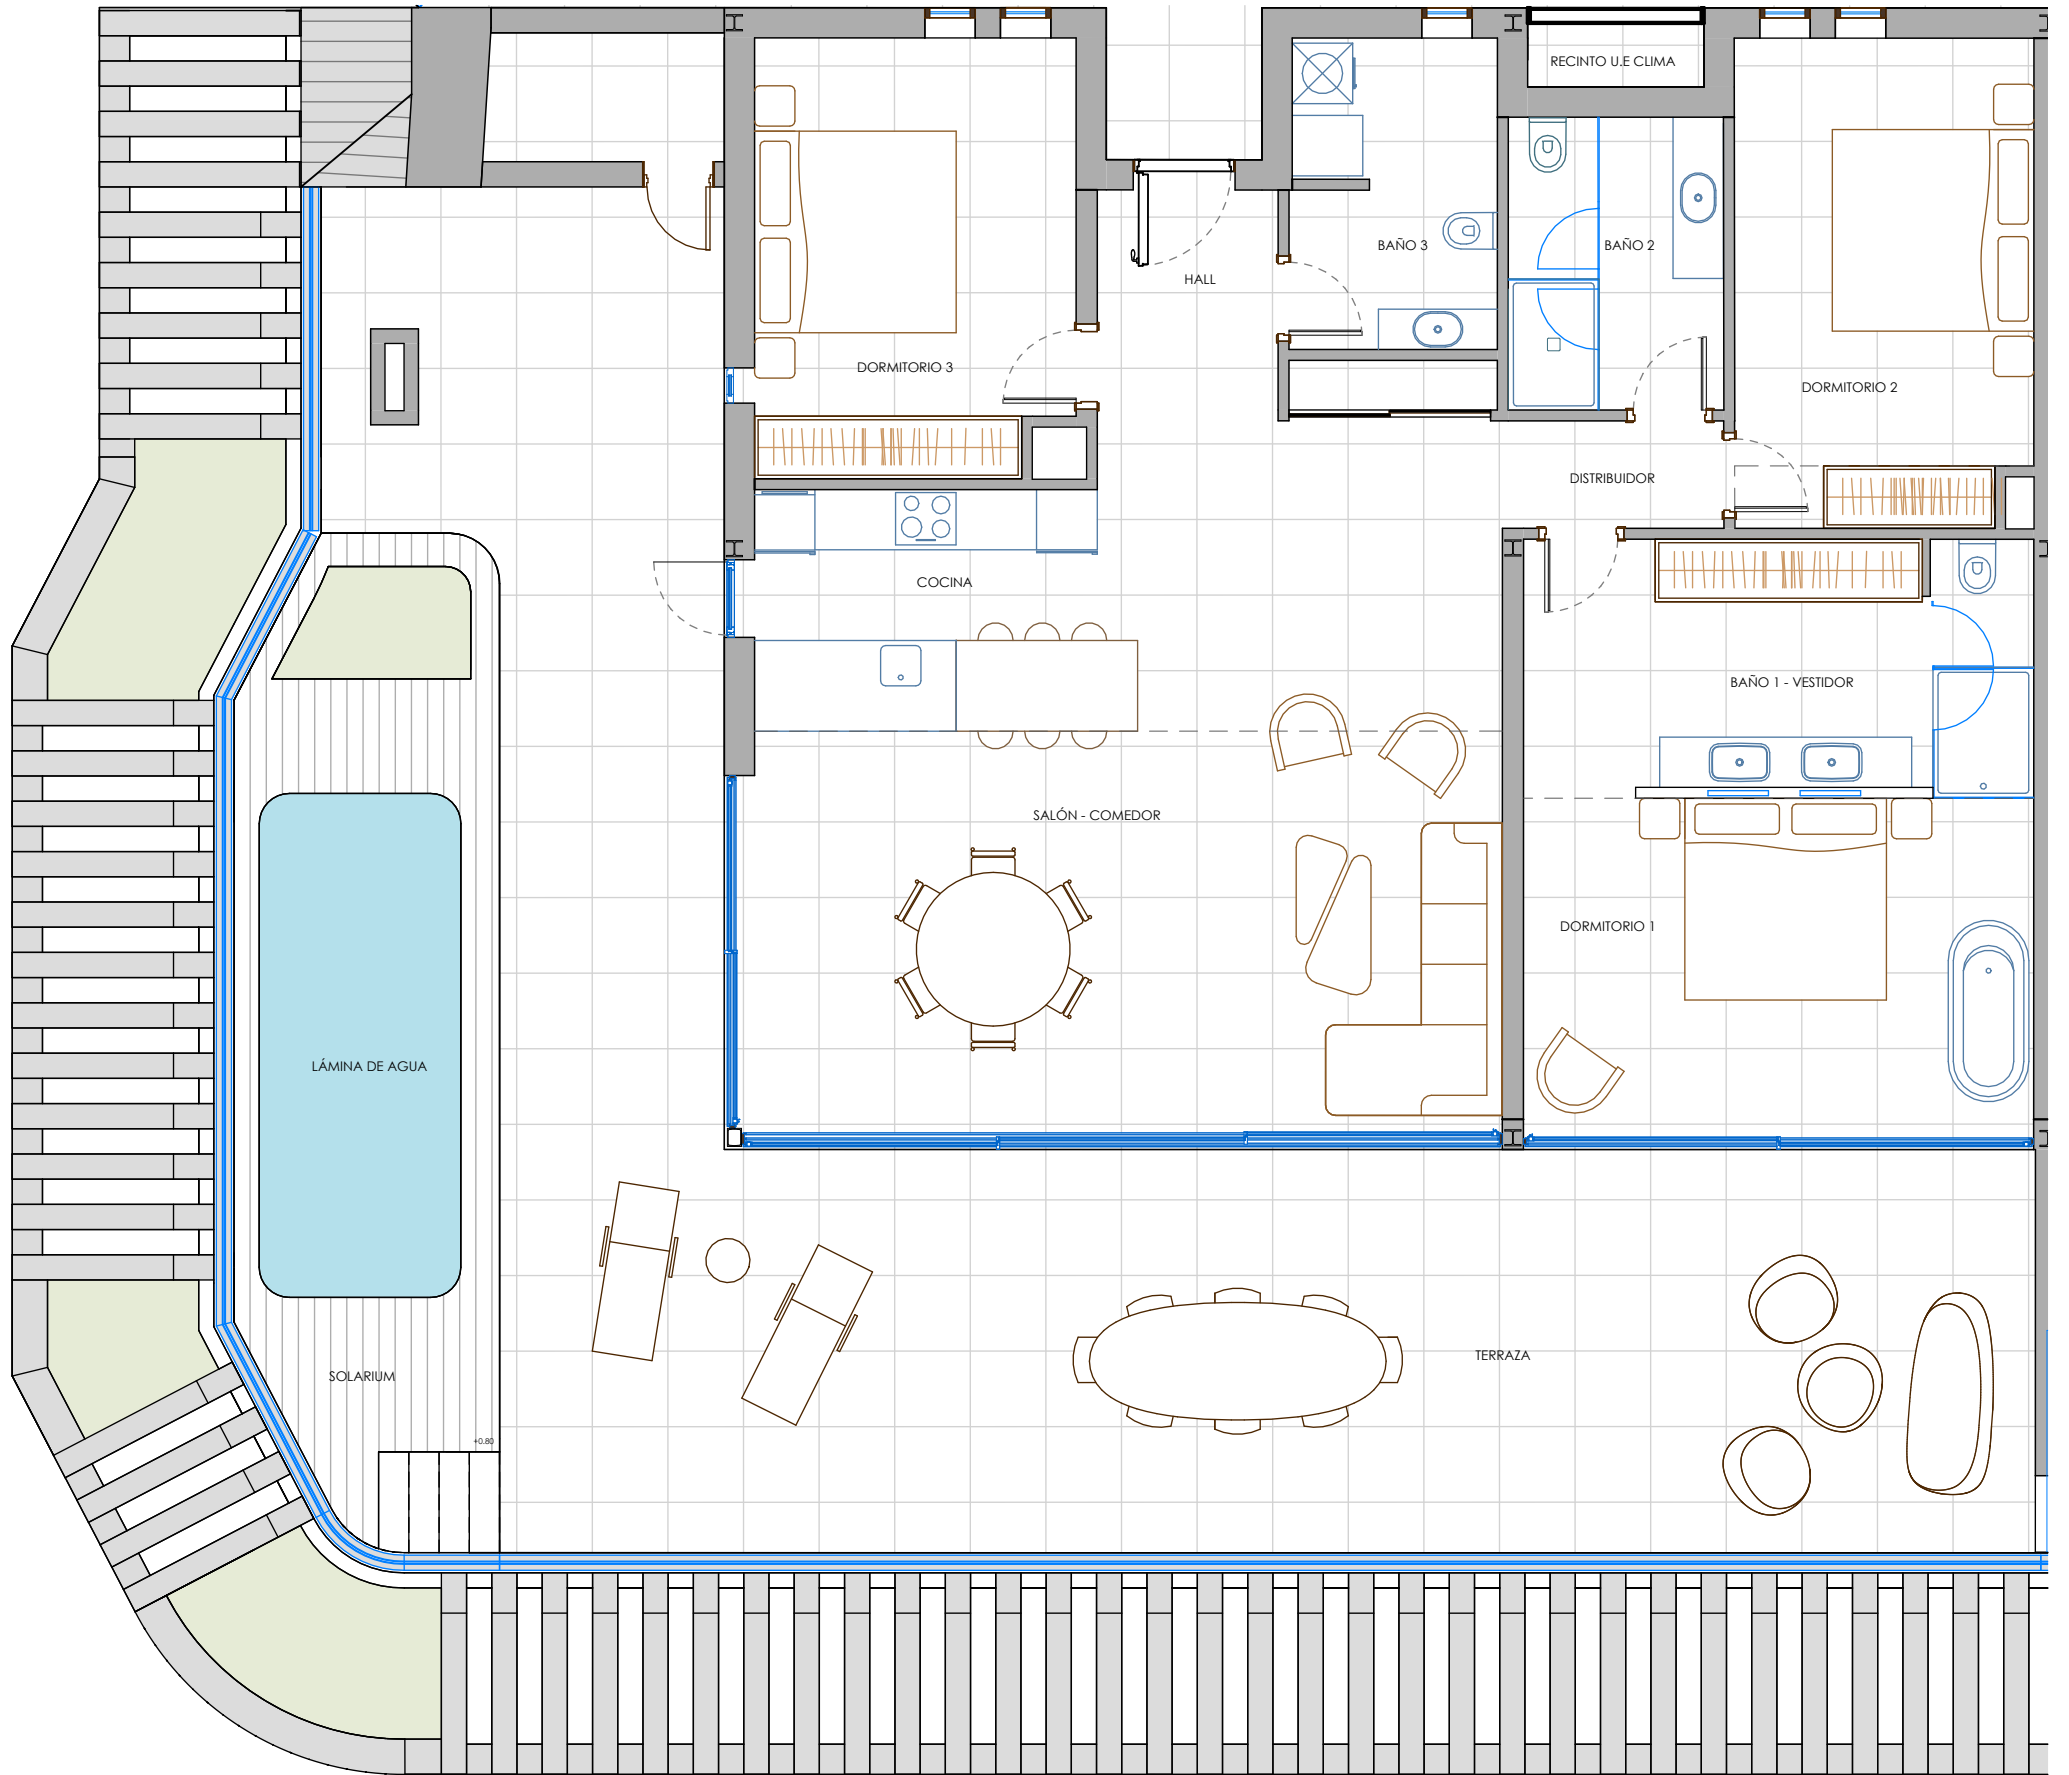 RECINTO U.E CLIMA
BAÑO 3
BAÑO 2
HALL
DORMITORIO 3
DORMITORIO 2
DISTRIBUIDOR
COCINA
BAÑO 1 - VESTIDOR
SALÓN - COMEDOR
DORMITORIO 1
LÁMINA DE AGUA
TERRAZA
SOLARIUM
+0.80